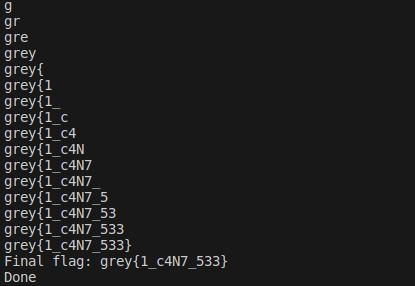 g
gr
gre
grey
grey{
grey{1
grey{1_
grey{1_c
grey{1_c4
grey{1_c4N
grey{1_c4N7
grey{1_c4N7_
grey{1_c4N7_5
grey{1_c4N7_53
grey{1_c4N7_533
grey{1_c4N7_533}
Final flag: grey{1_c4N7_533}
Done